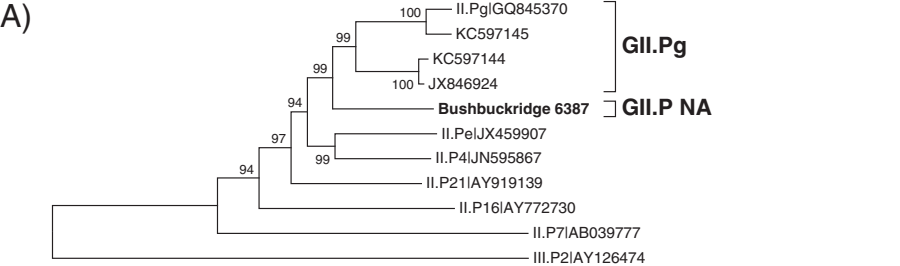 A)
100 II.Pg|GQ845370
99 KC597145
GII.Pg
99 KC597144
100 JX846924
94 Bushbuckridge 6387 GII.P NA
97 II.Pe|JX459907
99 II.P4|JN595867
94 II.P21|AY919139
II.P16|AY772730
II.P7|AB039777
III.P2|AY126474